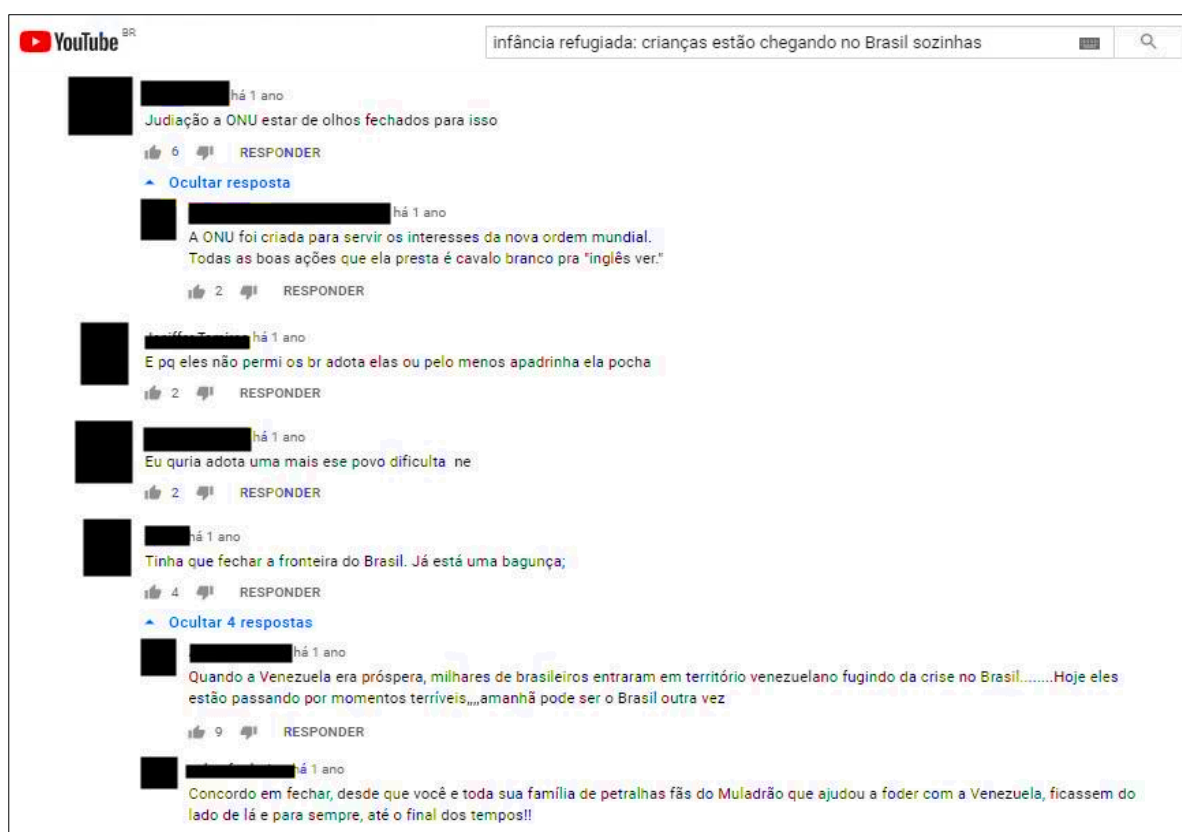 YouTube BR
infância refugiada: crianças estão chegando no Brasil sozinhas
há 1 ano
Judiação a ONU estar de olhos fechados para isso
6 RESPONDER
Ocultar resposta
há 1 ano
A ONU foi criada para servir os interesses da nova ordem mundial.
Todas as boas ações que ela presta é cavalo branco pra "inglês ver."
2 RESPONDER
há 1 ano
E pq eles não permi os br adota elas ou pelo menos apadrinha ela pocha
2 RESPONDER
há 1 ano
Eu quria adota uma mais ese povo dificulta ne
2 RESPONDER
há 1 ano
Tinha que fechar a fronteira do Brasil. Já está uma bagunça;
4 RESPONDER
Ocultar 4 respostas
há 1 ano
Quando a Venezuela era próspera, milhares de brasileiros entraram em território venezuelano fugindo da crise no Brasil........Hoje eles
estão passando por momentos terríveis,,,,amanhã pode ser o Brasil outra vez
9 RESPONDER
há 1 ano
Concordo em fechar, desde que você e toda sua família de petralhas fãs do Muladrão que ajudou a foder com a Venezuela, ficassem do
lado de lá e para sempre, até o final dos tempos!!